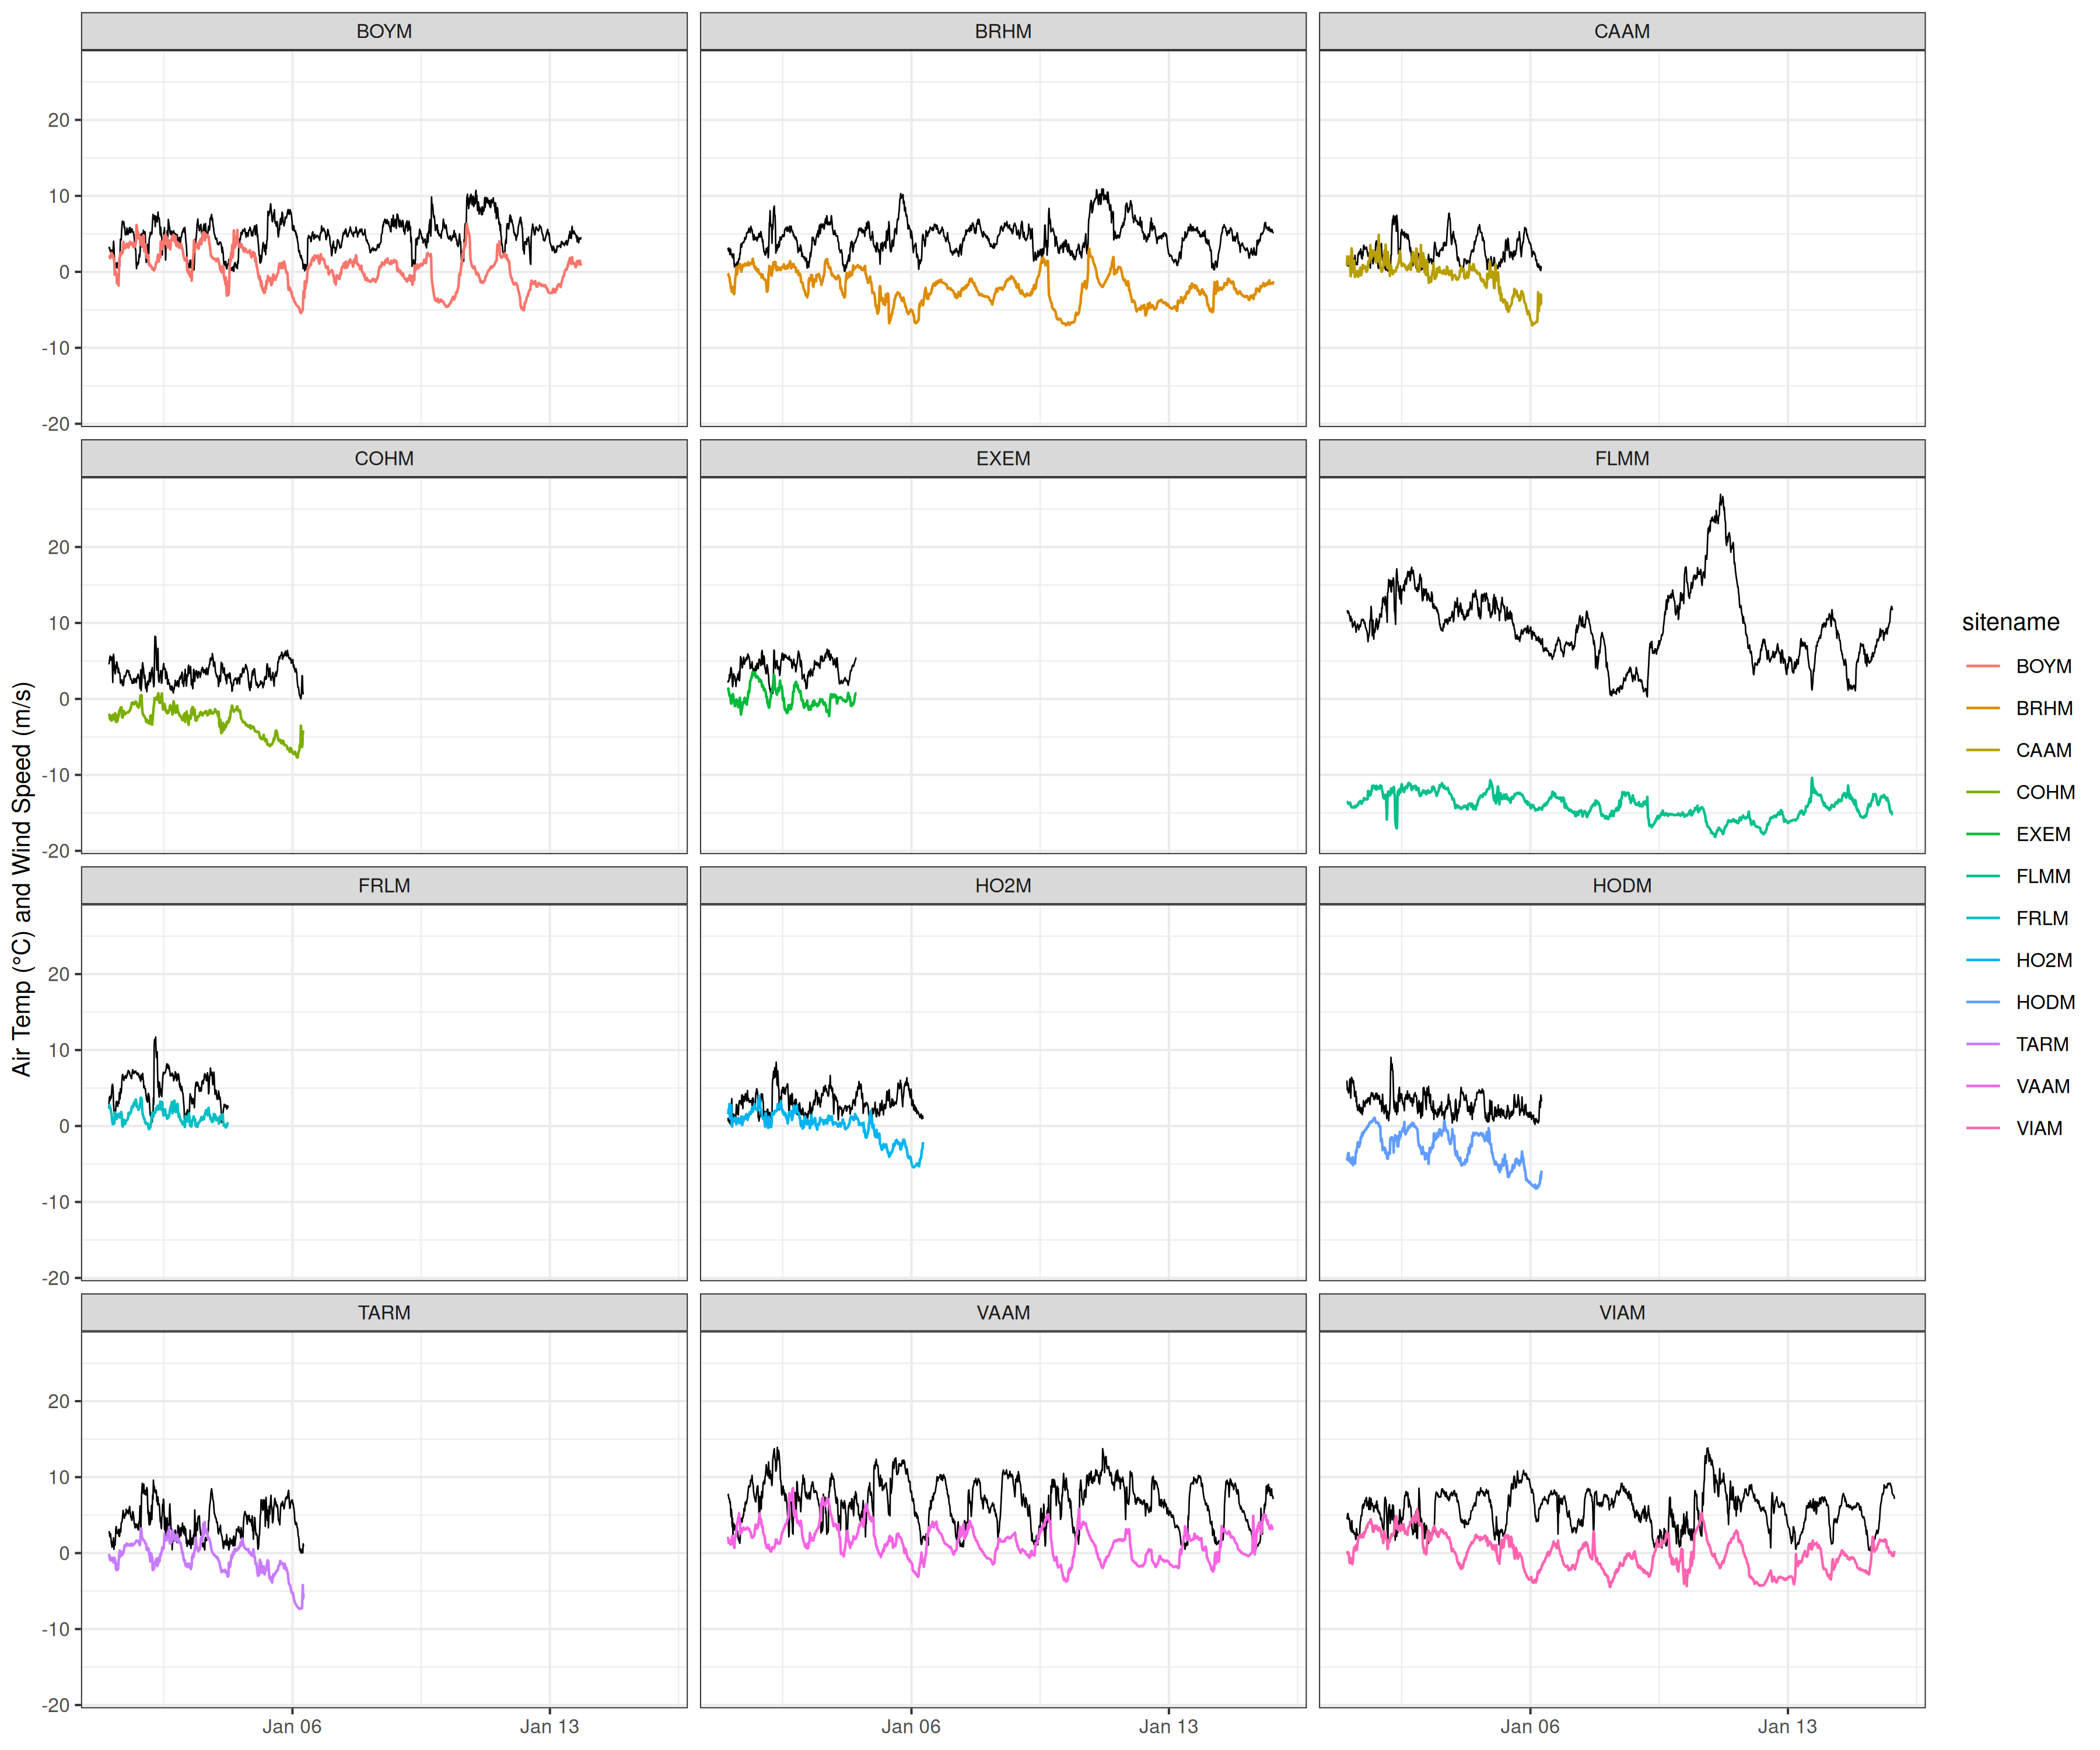 BOYM BRHM CAAM
20
10
0
-10
-20
COHM EXEM FLMM
20
10
0
-10
-20
FRLM HO2M HODM
20
10
0
-10
-20
TARM VAAM VIAM
20
10
0
-10
-20
Jan 06 Jan 13 Jan 06 Jan 13 Jan 06 Jan 13
Air Temp (°C) and Wind Speed (m/s)
sitename
BOYM
BRHM
CAAM
COHM
EXEM
FLMM
FRLM
HO2M
HODM
TARM
VAAM
VIAM